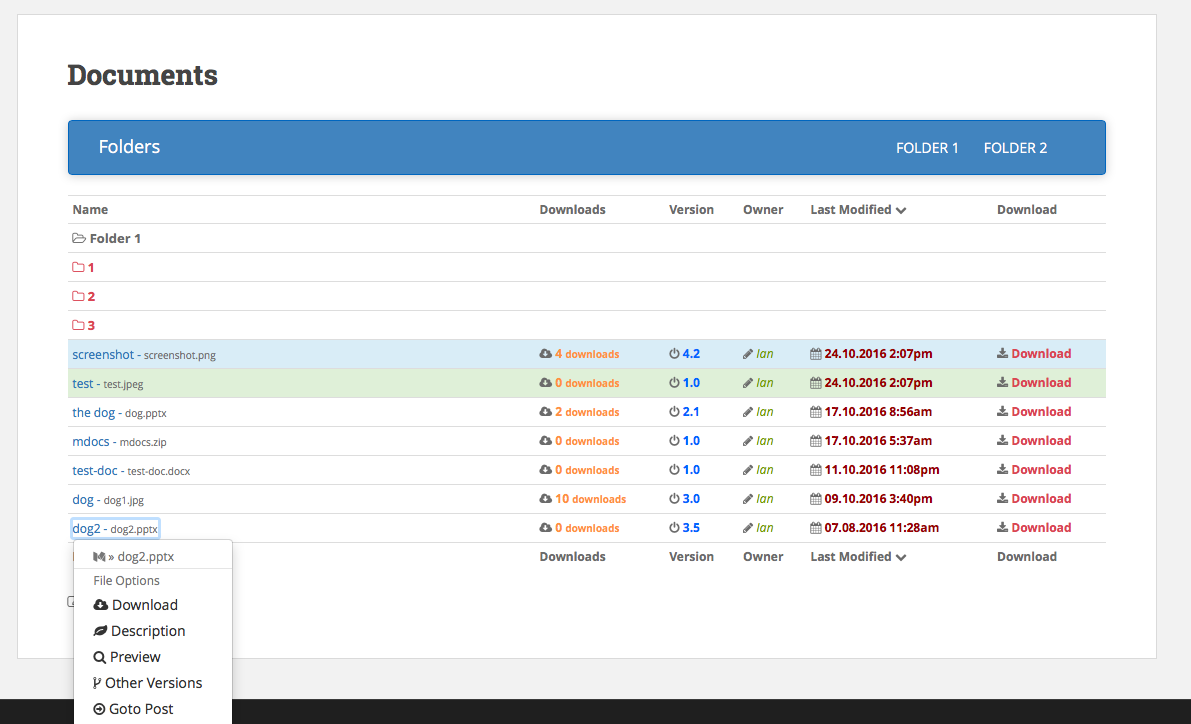 Documents
Folders FOLDER 1 FOLDER 2
Name Downloads Version Owner Last Modified Download
Folder 1
1
2
3
screenshot - screenshot.png 4 downloads 4.2 Ian 24.10.2016 2:07pm Download
test - test.jpeg 0 downloads 1.0 Ian 24.10.2016 2:07pm Download
the dog - dog.pptx 2 downloads 2.1 Ian 17.10.2016 8:56am Download
mdocs - mdocs.zip 0 downloads 1.0 Ian 17.10.2016 5:37am Download
test-doc - test-doc.docx 0 downloads 1.0 Ian 11.10.2016 11:08pm Download
dog - dog1.jpg 10 downloads 3.0 Ian 09.10.2016 3:40pm Download
dog2 - dog2.pptx 0 downloads 3.5 Ian 07.08.2016 11:28am Download
» dog2.pptx Downloads Version Owner Last Modified Download
File Options
Download
Description
Preview
Other Versions
Goto Post